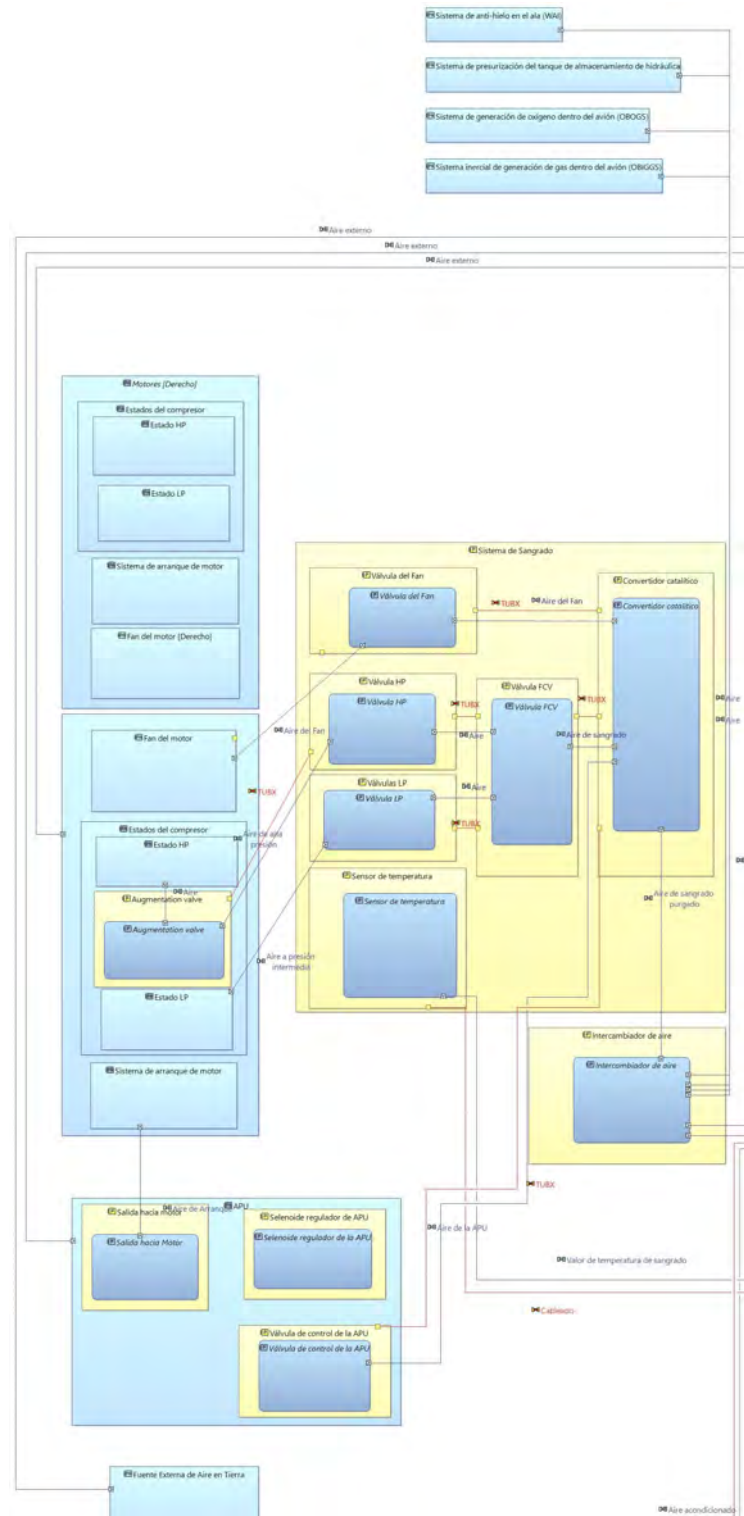 Sistema de anti-hielo en el ala (WAI)
Sistema de presurización del tanque de almacenamiento de hidráulica
Sistema de generación de oxígeno dentro del avión (OBOGS)
Sistema inercial de generación de gas dentro del avión (OBIGGS)
Aire externo
Aire externo
Aire externo
Motores [Derecho]
Estados del compresor
Estado HP
Estado LP
Sistema de arranque de motor
Fan del motor [Derecho]
Sistema de Sangrado
Válvula del Fan
Válvula del Fan
TUBX
Aire del Fan
Convertidor catalítico
Convertidor catalítico
Válvula HP
Válvula HP
TUBX
Aire
Válvula FCV
Válvula FCV
TUBX
Aire de sangrado
Aire
Aire
Válvulas LP
Válvula LP
Aire
TUBX
Sensor de temperatura
Sensor de temperatura
Fan del motor
Aire del Fan
TUBX
Estados del compresor
Estado HP
Aire de alta
presión
Aire
Augmentation valve
Augmentation valve
Aire a presión
intermedio
Estado LP
Sistema de arranque de motor
Aire de sangrado
purgado
Intercambiador de aire
Intercambiador de aire
TUBX
APU
Salida hacia motor
Aire de Arranque
Salida hacia Motor
Selenoide regulador de APU
Selenoide regulador de la APU
Aire de la APU
Valor de temperatura de sangrado
Cableado
Válvula de control de la APU
Válvula de control de la APU
Fuente Externa de Aire en Tierra
Aire acondicionado